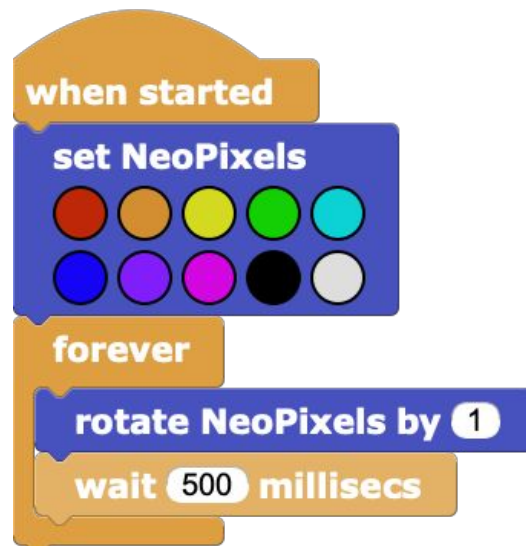 when started
set NeoPixels
forever
rotate NeoPixels by 1
wait 500 millisecs